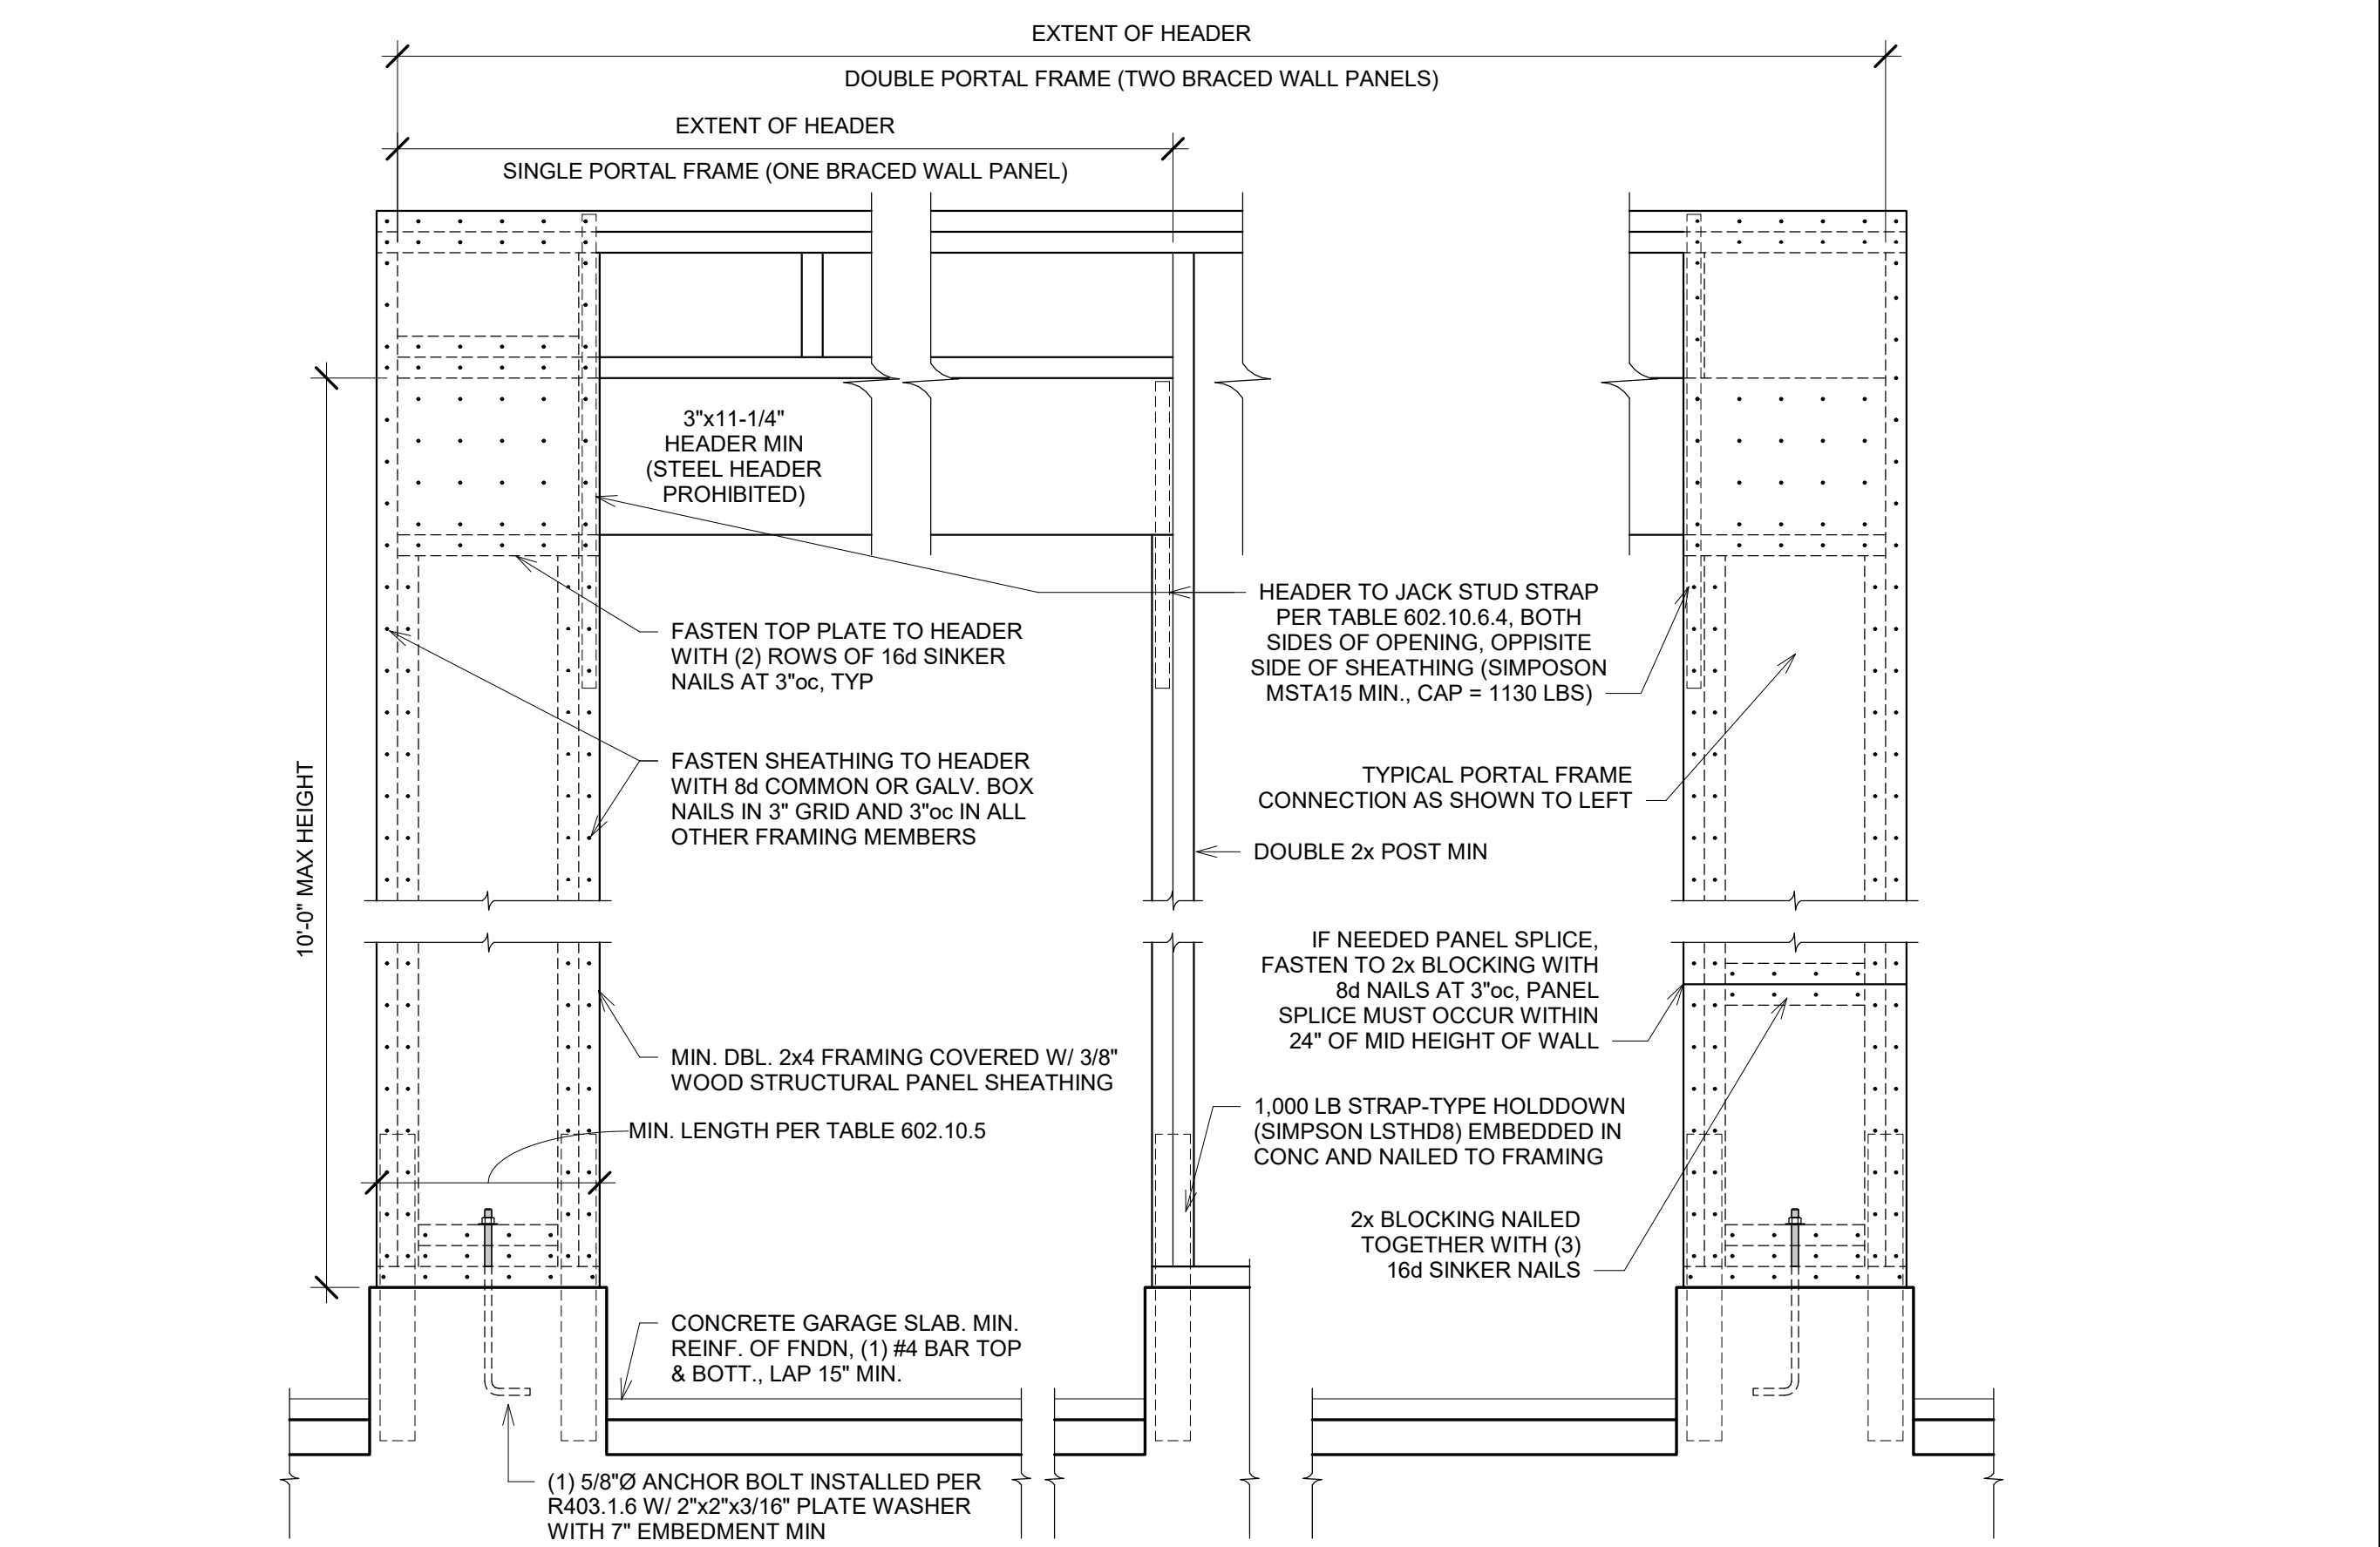 EXTENT OF HEADER
DOUBLE PORTAL FRAME (TWO BRACED WALL PANELS)
EXTENT OF HEADER
SINGLE PORTAL FRAME (ONE BRACED WALL PANEL)
3"x11-1/4"
HEADER MIN
(STEEL HEADER
PROHIBITED)
FASTEN TOP PLATE TO HEADER
WITH (2) ROWS OF 16d SINKER
NAILS AT 3"oc, TYP
HEADER TO JACK STUD STRAP
PER TABLE 602.10.6.4, BOTH
SIDES OF OPENING, OPPISITE
SIDE OF SHEATHING (SIMPOSON
MSTA15 MIN., CAP = 1130 LBS)
FASTEN SHEATHING TO HEADER
WITH 8d COMMON OR GALV. BOX
NAILS IN 3" GRID AND 3"oc IN ALL
OTHER FRAMING MEMBERS
TYPICAL PORTAL FRAME
CONNECTION AS SHOWN TO LEFT
DOUBLE 2x POST MIN
10'-0" MAX HEIGHT
IF NEEDED PANEL SPLICE,
FASTEN TO 2x BLOCKING WITH
8d NAILS AT 3"oc, PANEL
SPLICE MUST OCCUR WITHIN
24" OF MID HEIGHT OF WALL
MIN. DBL. 2x4 FRAMING COVERED W/ 3/8"
WOOD STRUCTURAL PANEL SHEATHING
MIN. LENGTH PER TABLE 602.10.5
1,000 LB STRAP-TYPE HOLDDOWN
(SIMPSON LSTHD8) EMBEDDED IN
CONC AND NAILED TO FRAMING
2x BLOCKING NAILED
TOGETHER WITH (3)
16d SINKER NAILS
CONCRETE GARAGE SLAB. MIN.
REINF. OF FNDN, (1) #4 BAR TOP
& BOTT., LAP 15" MIN.
(1) 5/8"Ø ANCHOR BOLT INSTALLED PER
R403.1.6 W/ 2"x2"x3/16" PLATE WASHER
WITH 7" EMBEDMENT MIN